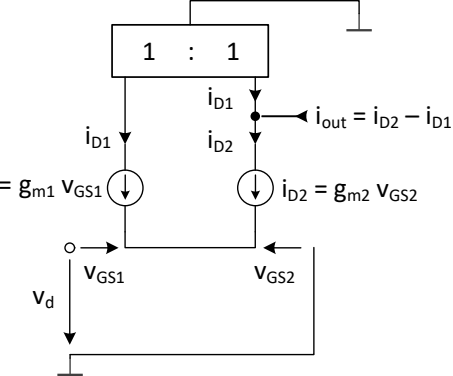 1 : 1
i_D1
i_out = i_D2 – i_D1
i_D1
i_D2
= g_m1 v_GS1
i_D2 = g_m2 v_GS2
v_GS1
v_GS2
v_d